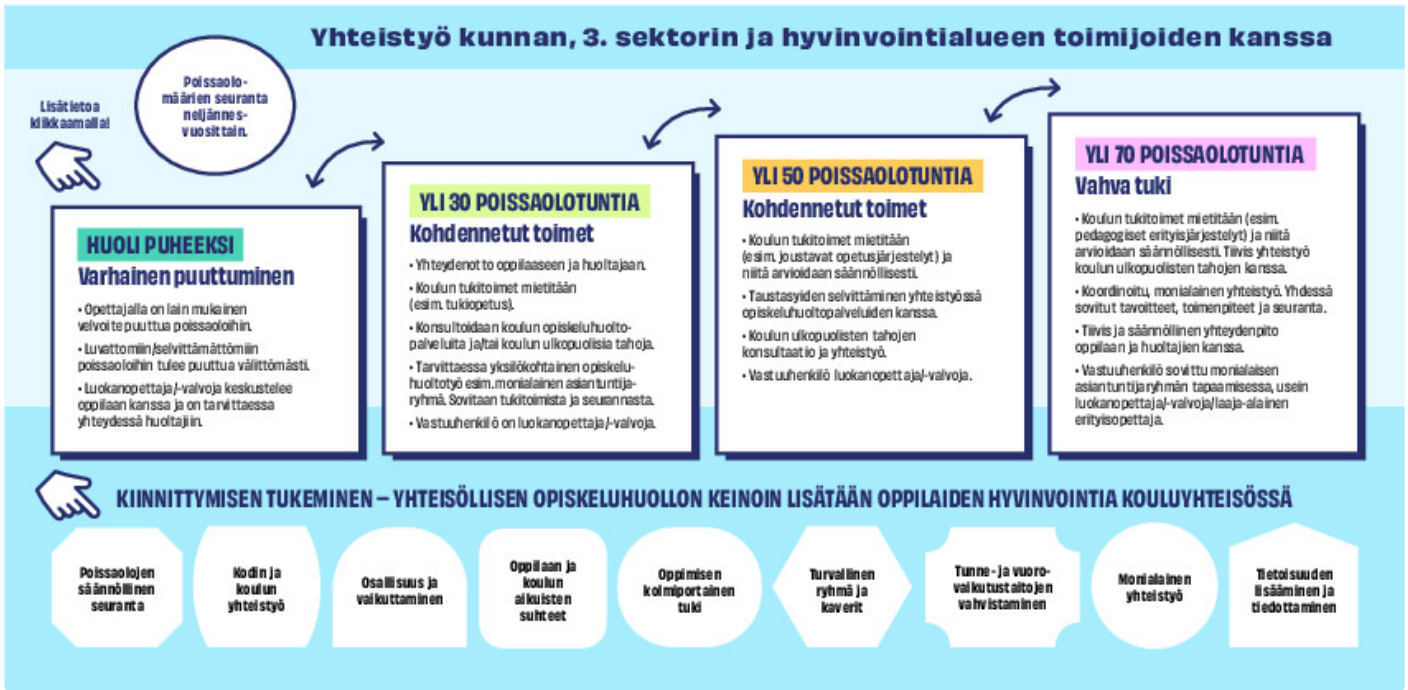 Yhteistyö kunnan, 3. sektorin ja hyvinvointialueen toimijoiden kanssa
Poissaolo-
määrien seuranta
neljännes-
vuosittain.
Lisätietoa
klikkaamalla!
HUOLI PUHEEKSI
Varhainen puuttuminen
• Opettajalla on lain mukainen
velvoite puuttua poissaoloihin.
• Luvattomiin/selvittämättömiin
poissaoloihin tulee puuttua välittömästi.
• Luokanopettaja/-valvoja keskustelee
oppilaan kanssa ja on tarvittaessa
yhteydessä huoltajiin.
YLI 30 POISSAOLOTUNTIA
Kohdennetut toimet
• Yhteydenotto oppilaaseen ja huoltajaan.
• Koulun tukitoimet mietitään
(esim. tukiopetus).
• Konsultoidaan koulun opiskeluhuolto-
palveluita ja/tai koulun ulkopuolisia tahoja.
• Tarvittaessa yksilökohtainen opiskelu-
huoltotyö esim. monialainen asiantuntija-
ryhmä. Sovitaan tukitoimista ja seurannasta.
• Vastuuhenkilö on luokanopettaja/-valvoja.
YLI 50 POISSAOLOTUNTIA
Kohdennetut toimet
• Koulun tukitoimet mietitään
(esim. joustavat opetusjärjestelyt) ja
niitä arvioidaan säännöllisesti.
• Taustasyiden selvittäminen yhteistyössä
opiskeluhuoltopalveluiden kanssa.
• Koulun ulkopuolisten tahojen
konsultaatio ja yhteistyö.
• Vastuuhenkilö luokanopettaja/-valvoja.
YLI 70 POISSAOLOTUNTIA
Vahva tuki
• Koulun tukitoimet mietitään (esim.
pedagogiset erityisjärjestelyt) ja niitä
arvioidaan säännöllisesti. Tiivis yhteistyö
koulun ulkopuolisten tahojen kanssa.
• Koordinoitu, monialainen yhteistyö. Yhdessä
sovitut tavoitteet, toimenpiteet ja seuranta.
• Tiivis ja säännöllinen yhteydenpito
oppilaan ja huoltajien kanssa.
• Vastuuhenkilö sovittu monialaisen
asiantuntijaryhmän tapaamisessa, usein
luokanopettaja/-valvoja/laaja-alainen
erityisopettaja.
KIINNITTYMISEN TUKEMINEN – YHTEISÖLLISEN OPISKELUHUOLLON KEINOIN LISÄTÄÄN OPPILAIDEN HYVINVOINTIA KOULUYHTEISÖSSÄ
Poissaolojen
säännöllinen
seuranta
Kodin ja
koulun
yhteistyö
Osallisuus ja
vaikuttaminen
Oppilaan ja
koulun
aikuisten
suhteet
Oppimisen
kolmiportainen
tuki
Turvallinen
ryhmä ja
kaverit
Tunne- ja vuoro-
vaikutustaitojen
vahvistaminen
Monialainen
yhteistyö
Tietoisuuden
lisääminen ja
tiedottaminen